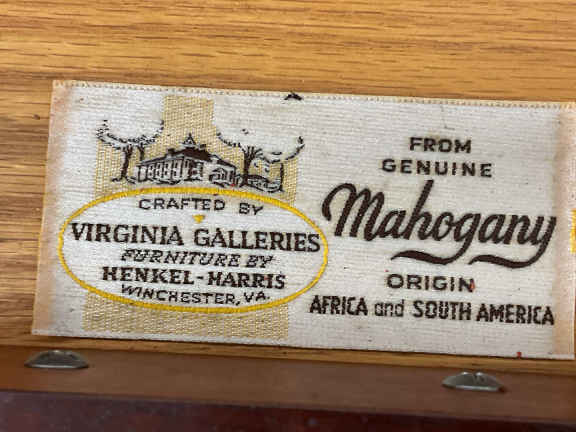 CRAFTED BY
VIRGINIA GALLERIES
FURNITURE BY
HENKEL-HARRIS
WINCHESTER, VA.
FROM
GENUINE
Mahogany
ORIGIN
AFRICA and SOUTH AMERICA